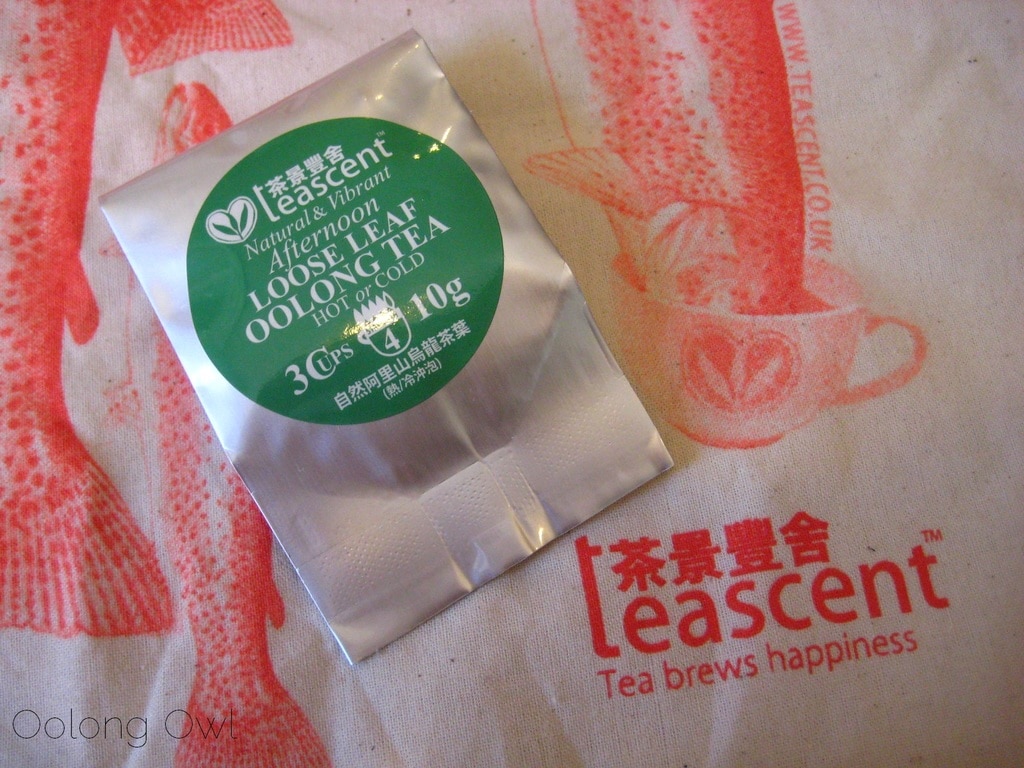 茶景豐舍
teascent™
Natural & Vibrant
Afternoon
LOOSE LEAF
OOLONG TEA
HOT or COLD
3 CUPS 4 10g
自然阿里山烏龍茶葉
(熱/冷沖泡)
WWW.TEASCENT.CO.UK
茶景豐舍
teascent™
Tea brews happiness
Oolong Owl